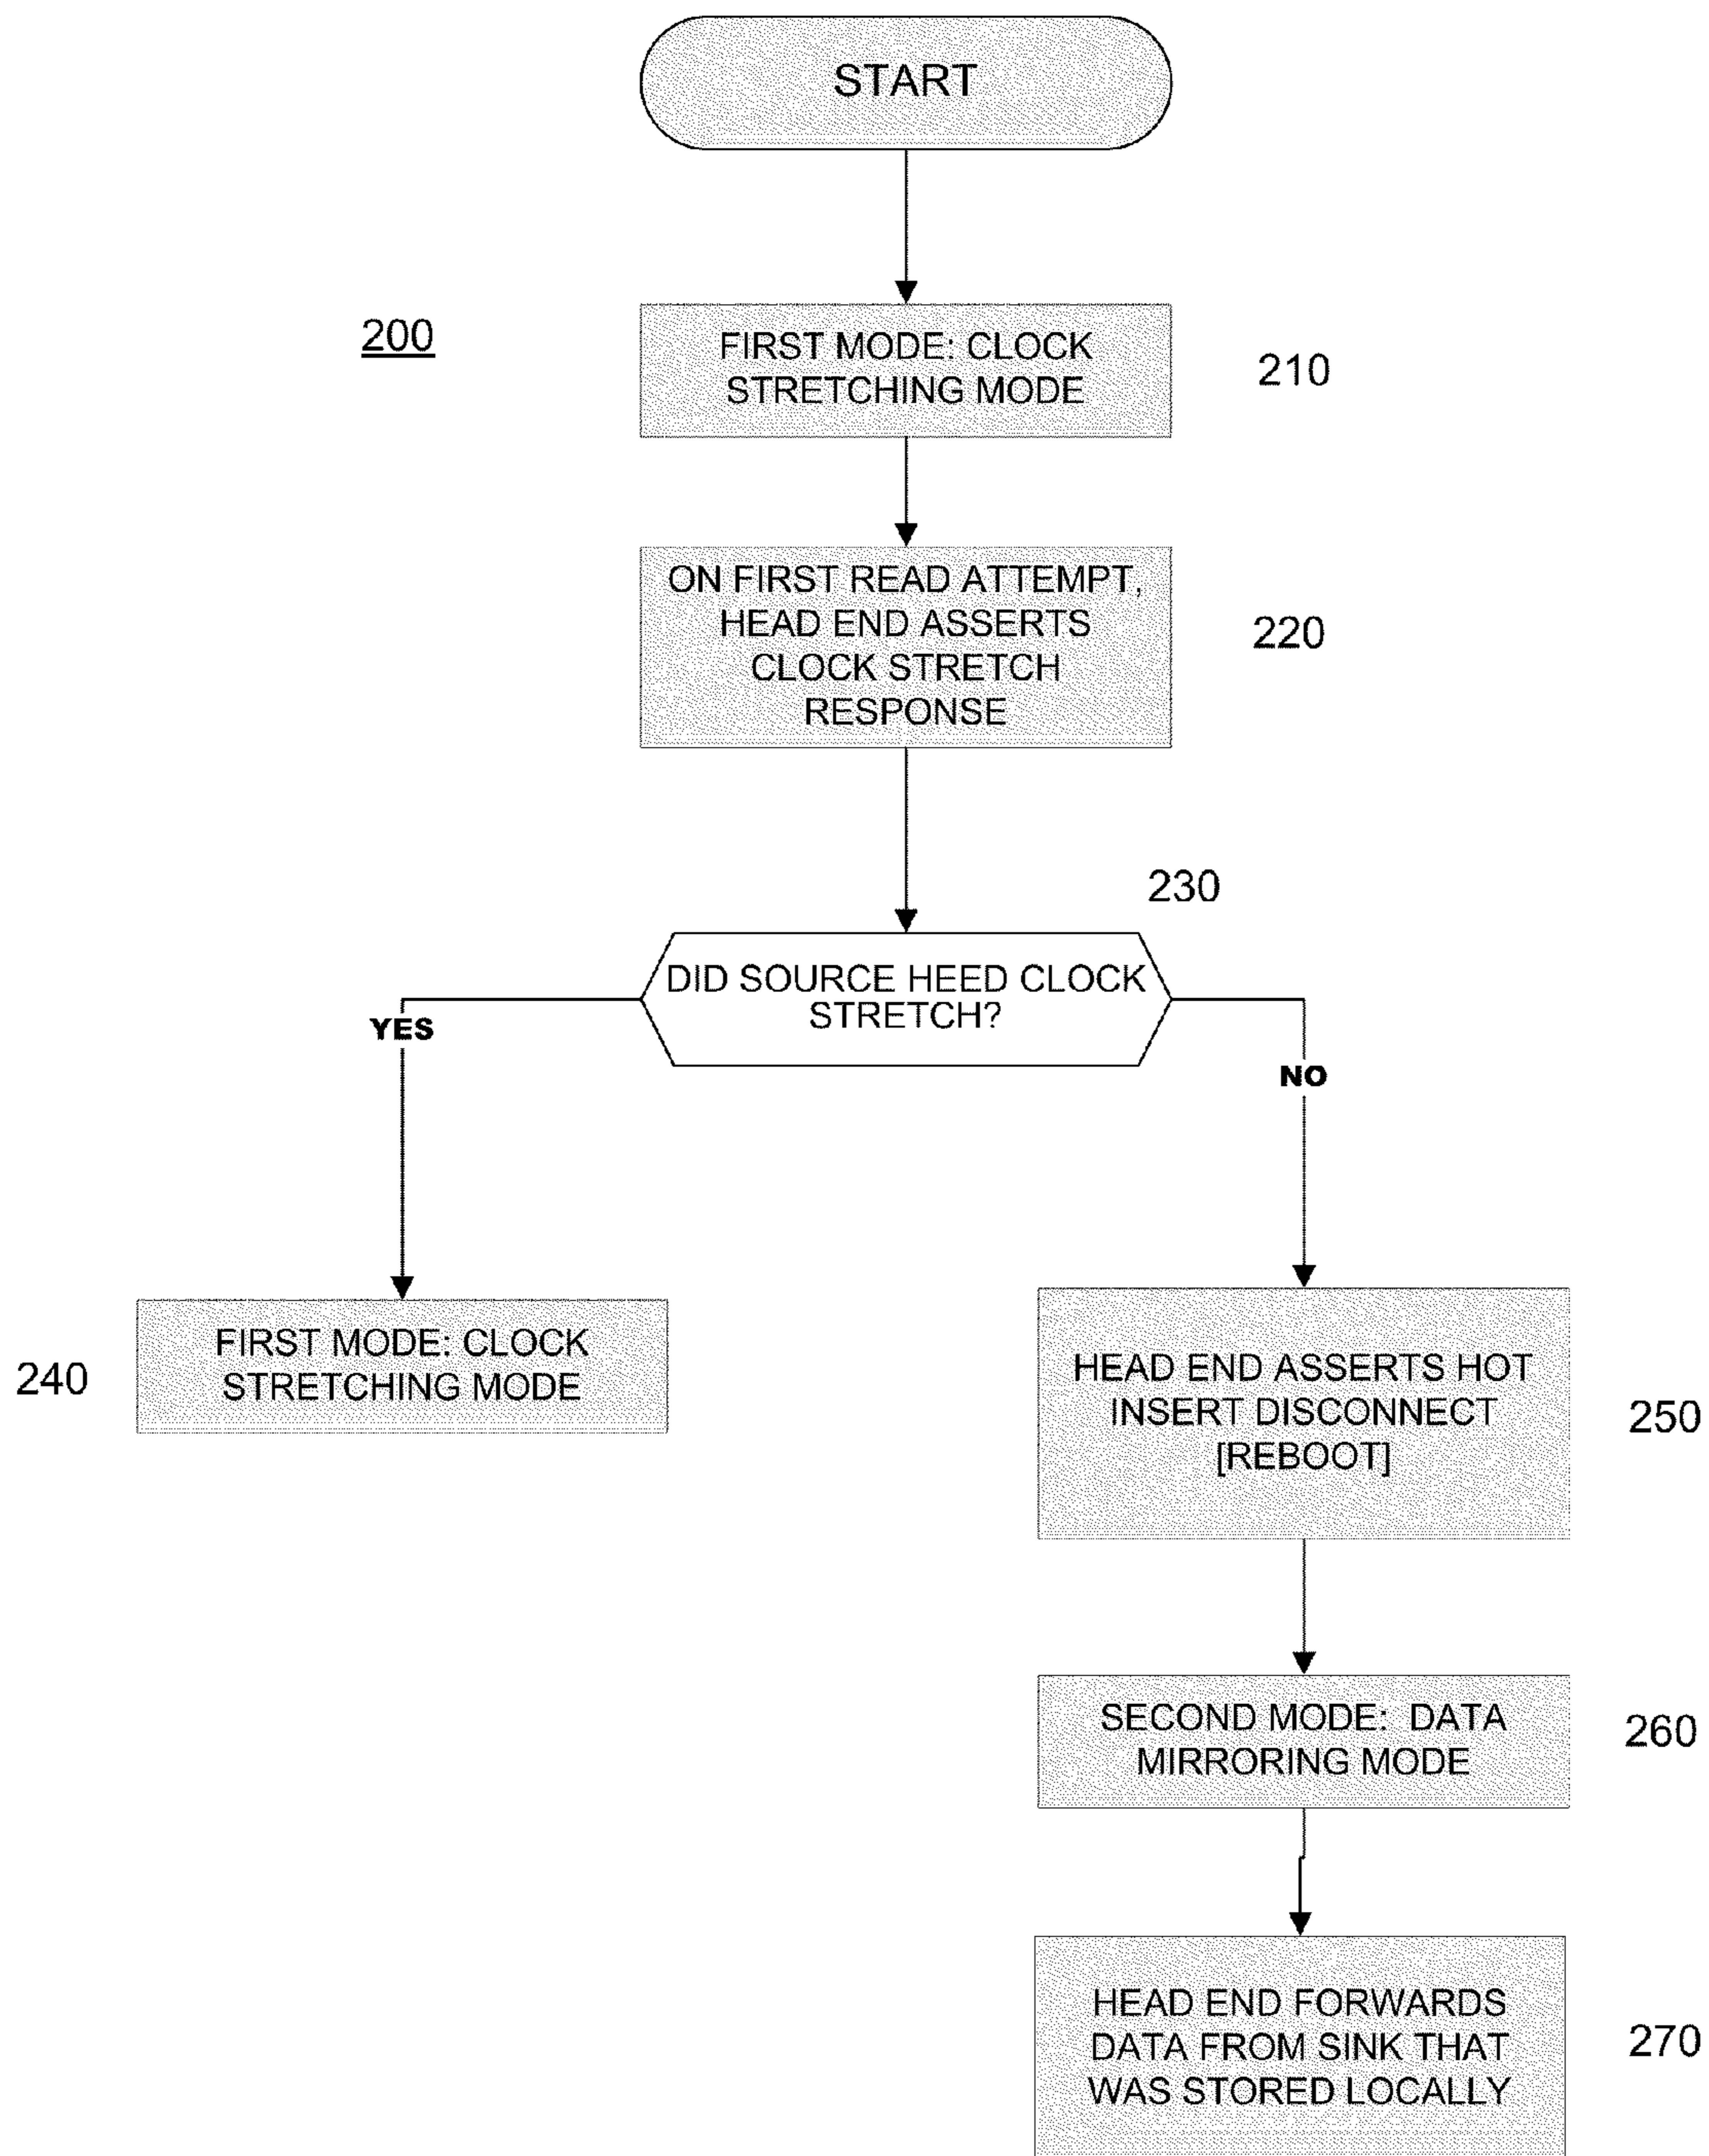 START
200
FIRST MODE: CLOCK
STRETCHING MODE
210
ON FIRST READ ATTEMPT,
HEAD END ASSERTS
CLOCK STRETCH
RESPONSE
220
230
DID SOURCE HEED CLOCK
STRETCH?
YES
NO
240
FIRST MODE: CLOCK
STRETCHING MODE
HEAD END ASSERTS HOT
INSERT DISCONNECT
[REBOOT]
250
SECOND MODE: DATA
MIRRORING MODE
260
HEAD END FORWARDS
DATA FROM SINK THAT
WAS STORED LOCALLY
270